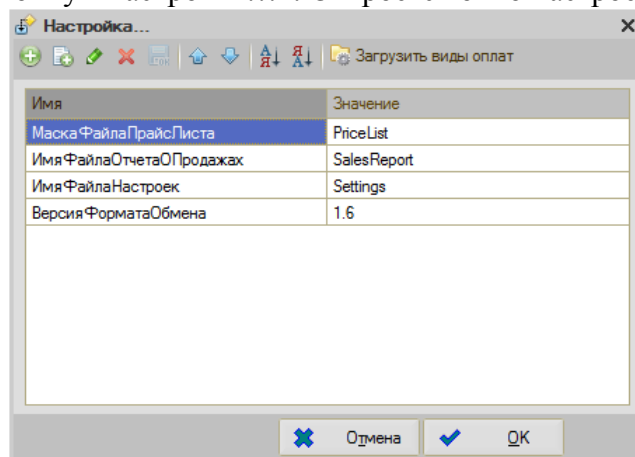 Настройка...
Загрузить виды оплат
Имя Значение
МаскаФайлаПрайсЛиста PriceList
ИмяФайлаОтчетаОПродажах SalesReport
ИмяФайлаНастроек Settings
ВерсияФорматаОбмена 1.6
Отмена OK